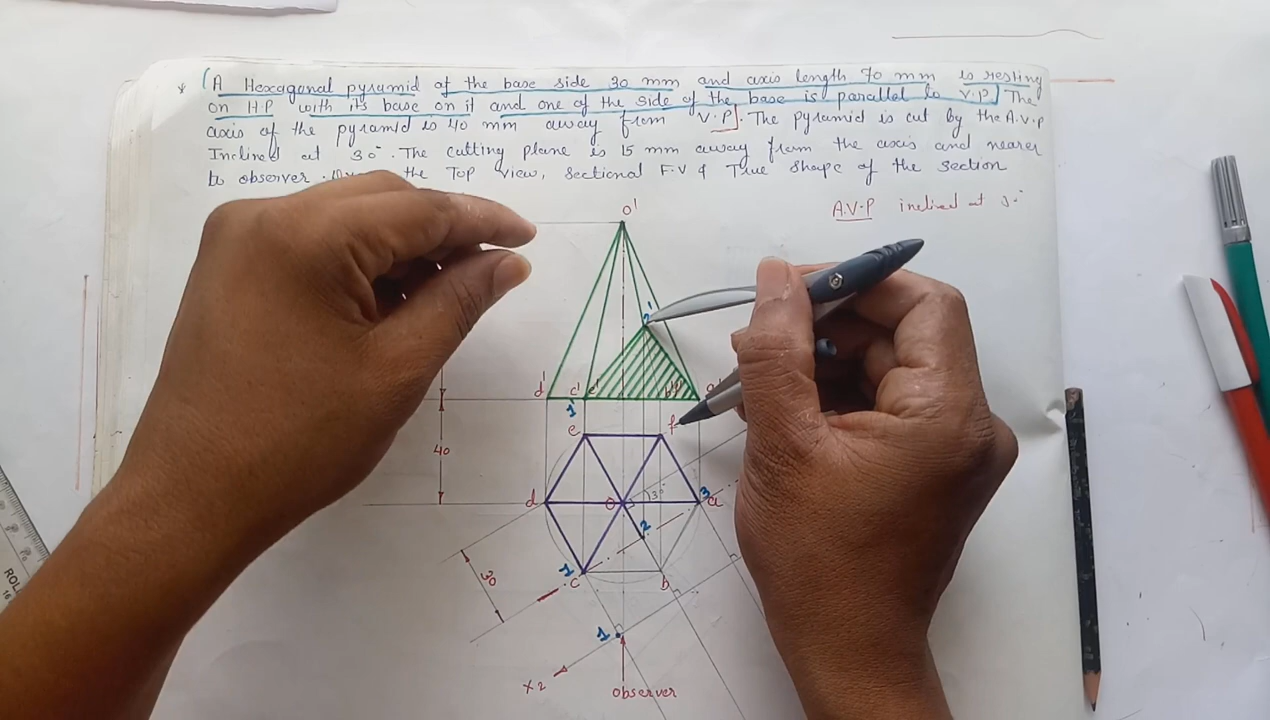 * (A Hexagonal pyramid of the base side 30 mm and axis length 70 mm is resting
on H.P with its base on it and one of the side of the base is parallel to V.P] The
axis of the pyramid is 40 mm away from V.P]. The pyramid is cut by the A.V.P
Inclined at 30°. The cutting plane is 15 mm away from the axis and nearer
to observer. the Top view, Sectional F.V & True Shape of the section
A.V.P inclined at 30°
o'
2'
d' c' e' b' f' a'
1'
e f
40
d o 30° 3 a
2
1 c b
30
1
X2
observer
ROL
16